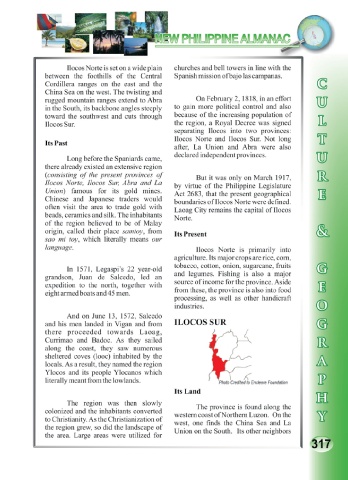 NEW PHILIPPINE ALMANAC
Ilocos Norte is set on a wide plain
between the foothills of the Central
Cordillera ranges on the east and the
China Sea on the west. The twisting and
rugged mountain ranges extend to Abra
in the South, its backbone angles steeply
toward the southwest and cuts through
Ilocos Sur.
Its Past
Long before the Spaniards came,
there already existed an extensive region
(consisting of the present provinces of
Ilocos Norte, Ilocos Sur, Abra and La
Union) famous for its gold mines.
Chinese and Japanese traders would
often visit the area to trade gold with
beads, ceramics and silk. The inhabitants
of the region believed to be of Malay
origin, called their place samtoy, from
sao mi toy, which literally means our
language.
In 1571, Legaspi's 22 year-old
grandson, Juan de Salcedo, led an
expedition to the north, together with
eight armed boats and 45 men.
And on June 13, 1572, Salcedo
and his men landed in Vigan and from
there proceeded towards Laoag,
Currimao and Badoc. As they sailed
along the coast, they saw numerous
sheltered coves (looc) inhabited by the
locals. As a result, they named the region
Ylocos and its people Ylocanos which
literally meant from the lowlands.
The region was then slowly
colonized and the inhabitants converted
to Christianity. As the Christianization of
the region grew, so did the landscape of
the area. Large areas were utilized for
churches and bell towers in line with the
Spanish mission of bajo las campanas.
On February 2, 1818, in an effort
to gain more political control and also
because of the increasing population of
the region, a Royal Decree was signed
separating Ilocos into two provinces:
Ilocos Norte and Ilocos Sur. Not long
after, La Union and Abra were also
declared independent provinces.
But it was only on March 1917,
by virtue of the Philippine Legislature
Act 2683, that the present geographical
boundaries of Ilocos Norte were defined.
Laoag City remains the capital of Ilocos
Norte.
Its Present
Ilocos Norte is primarily into
agriculture. Its major crops are rice, corn,
tobacco, cotton, onion, sugarcane, fruits
and legumes. Fishing is also a major
source of income for the province. Aside
from these, the province is also into food
processing, as well as other handicraft
industries.
ILOCOS SUR
Photo Credited to Endense Foundation
Its Land
The province is found along the
western coast of Northern Luzon. On the
west, one finds the China Sea and La
Union on the South. Its other neighbors
CULTURE & GEOGRAPHY
317